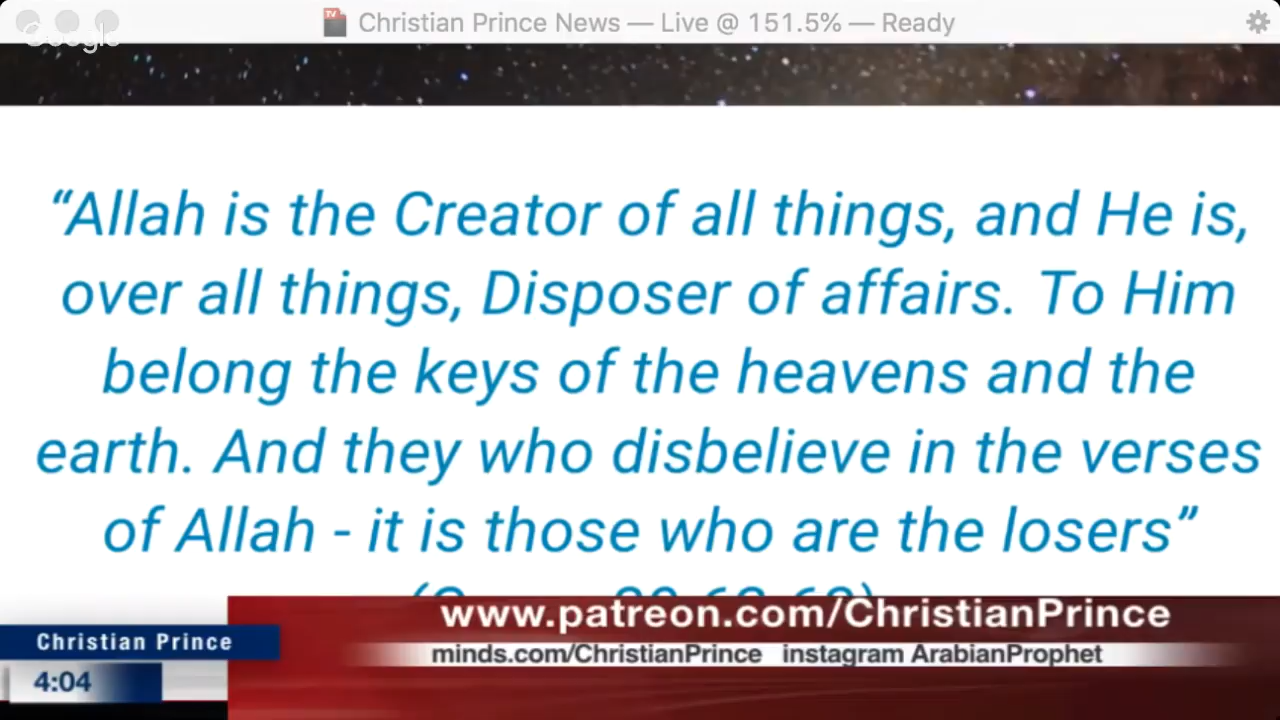 Christian Prince News — Live @ 151.5% — Ready
Google
“Allah is the Creator of all things, and He is,
over all things, Disposer of affairs. To Him
belong the keys of the heavens and the
earth. And they who disbelieve in the verses
of Allah - it is those who are the losers”
www.patreon.com/ChristianPrince
Christian Prince
minds.com/ChristianPrince instagram ArabianProphet
4:04